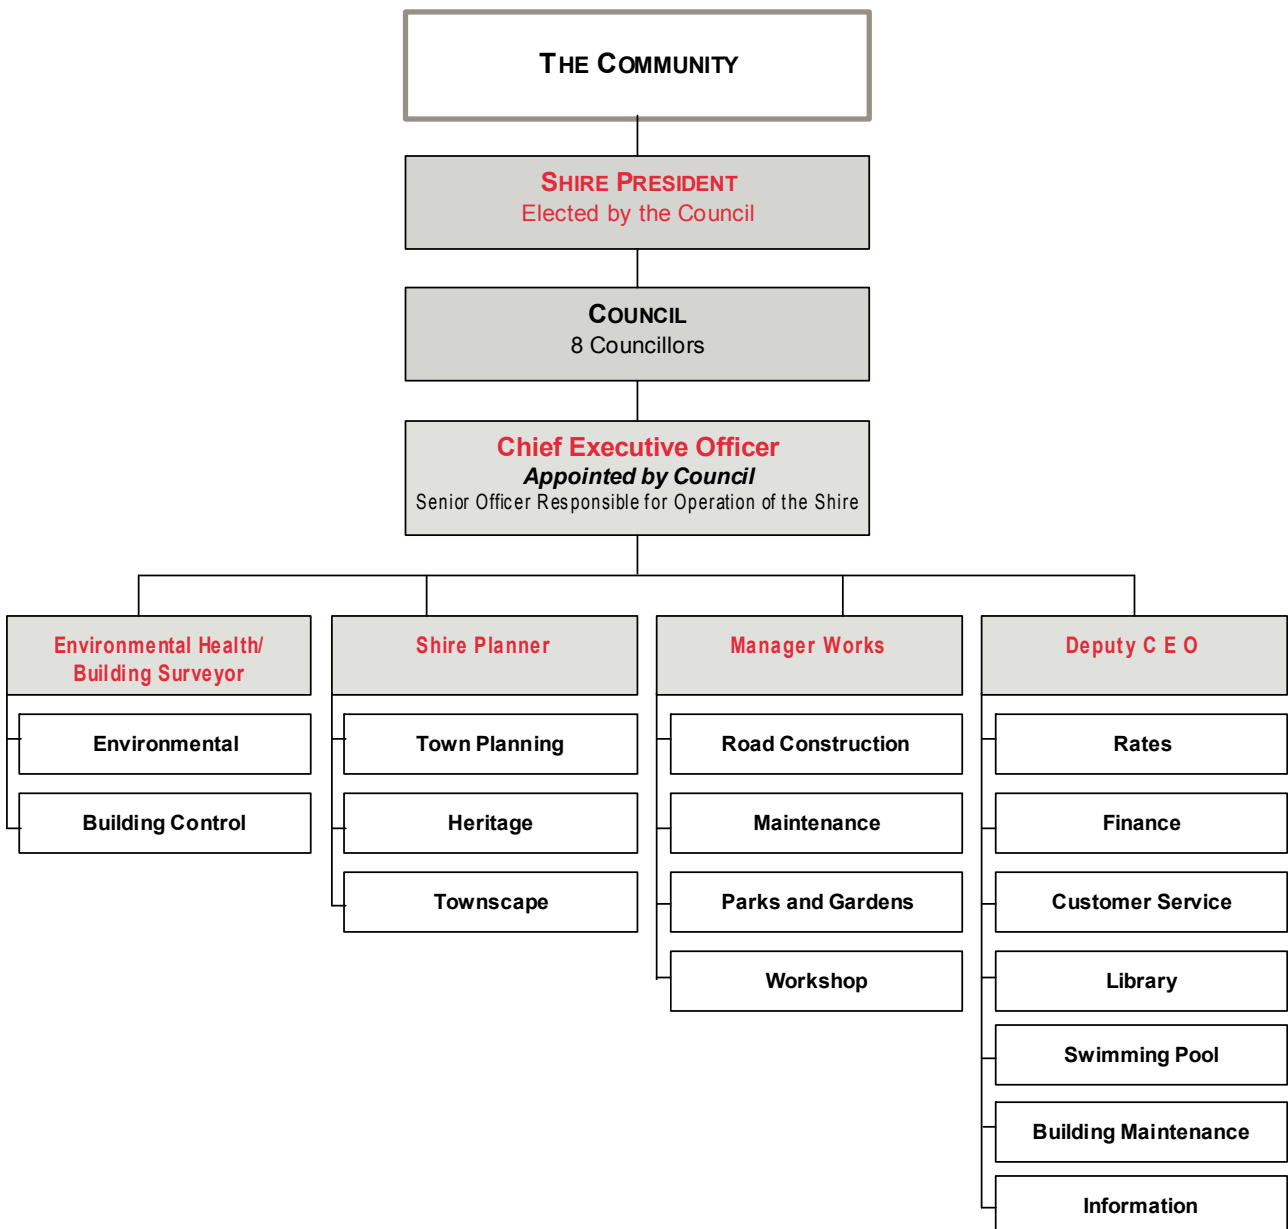 THE COMMUNITY
SHIRE PRESIDENT
Elected by the Council
COUNCIL
8 Councillors
Chief Executive Officer
Appointed by Council
Senior Officer Responsible for Operation of the Shire
Environmental Health/
Building Surveyor
Environmental
Building Control
Shire Planner
Town Planning
Heritage
Townscape
Manager Works
Road Construction
Maintenance
Parks and Gardens
Workshop
Deputy C E O
Rates
Finance
Customer Service
Library
Swimming Pool
Building Maintenance
Information